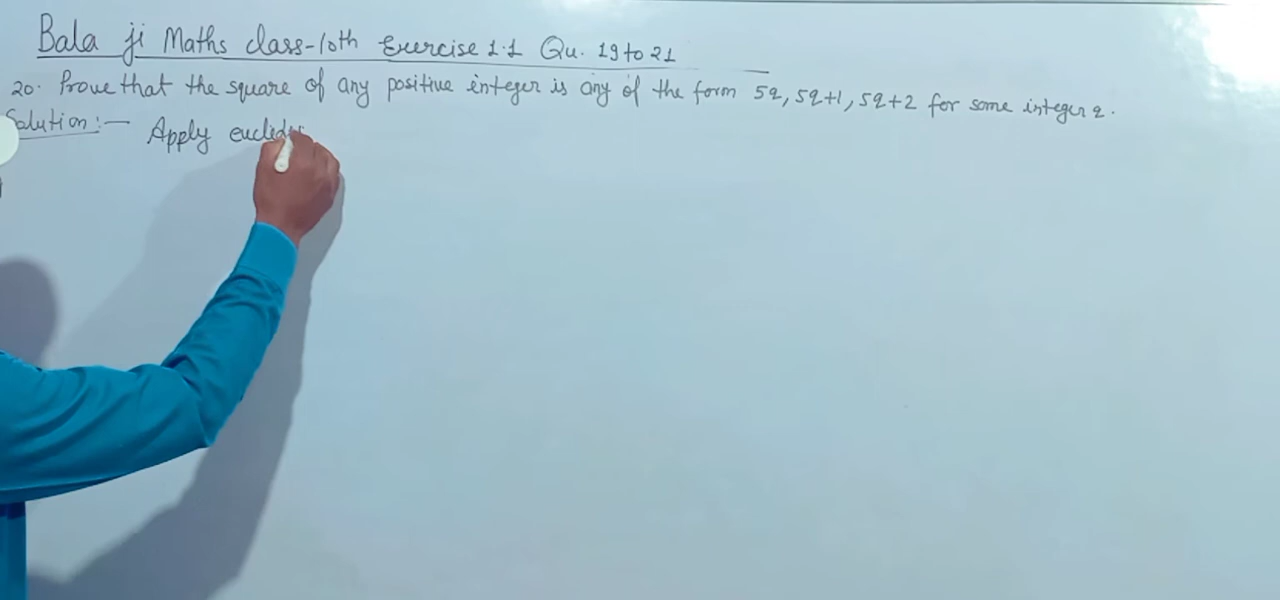 Bala ji Maths class-10th Exercise 1.1 Qu. 19 to 21
20. Prove that the square of any positive integer is any of the form 5q, 5q+1, 5q+2 for some integer q.
Solution:- Apply